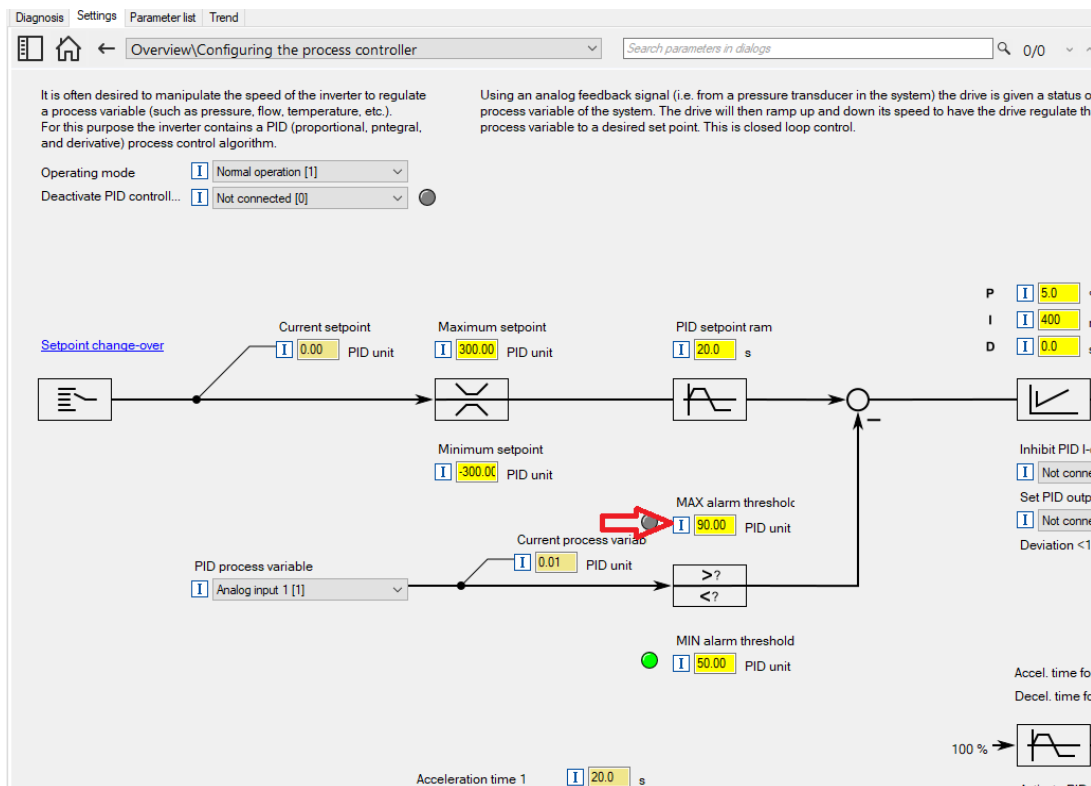 Diagnosis Settings Parameter list Trend
Overview\Configuring the process controller Search parameters in dialogs 0/0
It is often desired to manipulate the speed of the inverter to regulate
a process variable (such as pressure, flow, temperature, etc.).
For this purpose the inverter contains a PID (proportional, pntegral,
and derivative) process control algorithm.
Using an analog feedback signal (i.e. from a pressure transducer in the system) the drive is given a status o
process variable of the system. The drive will then ramp up and down its speed to have the drive regulate th
process variable to a desired set point. This is closed loop control.
Operating mode I Normal operation [1]
Deactivate PID controll... I Not connected [0]
P I 5.0
I I 400
D I 0.0 s
Setpoint change-over
Current setpoint
I 0.00 PID unit
Maximum setpoint
I 300.00 PID unit
PID setpoint ram
I 20.0 s
Minimum setpoint
I -300.00 PID unit
Inhibit PID I-
I Not conne
Set PID outp
I Not conne
Deviation <1
MAX alarm threshold
I 90.00 PID unit
Current process variab
I 0.01 PID unit
PID process variable
I Analog input 1 [1]
>?
<?
MIN alarm threshold
I 50.00 PID unit
Accel. time fo
Decel. time fo
100 %
Acceleration time 1 I 20.0 s